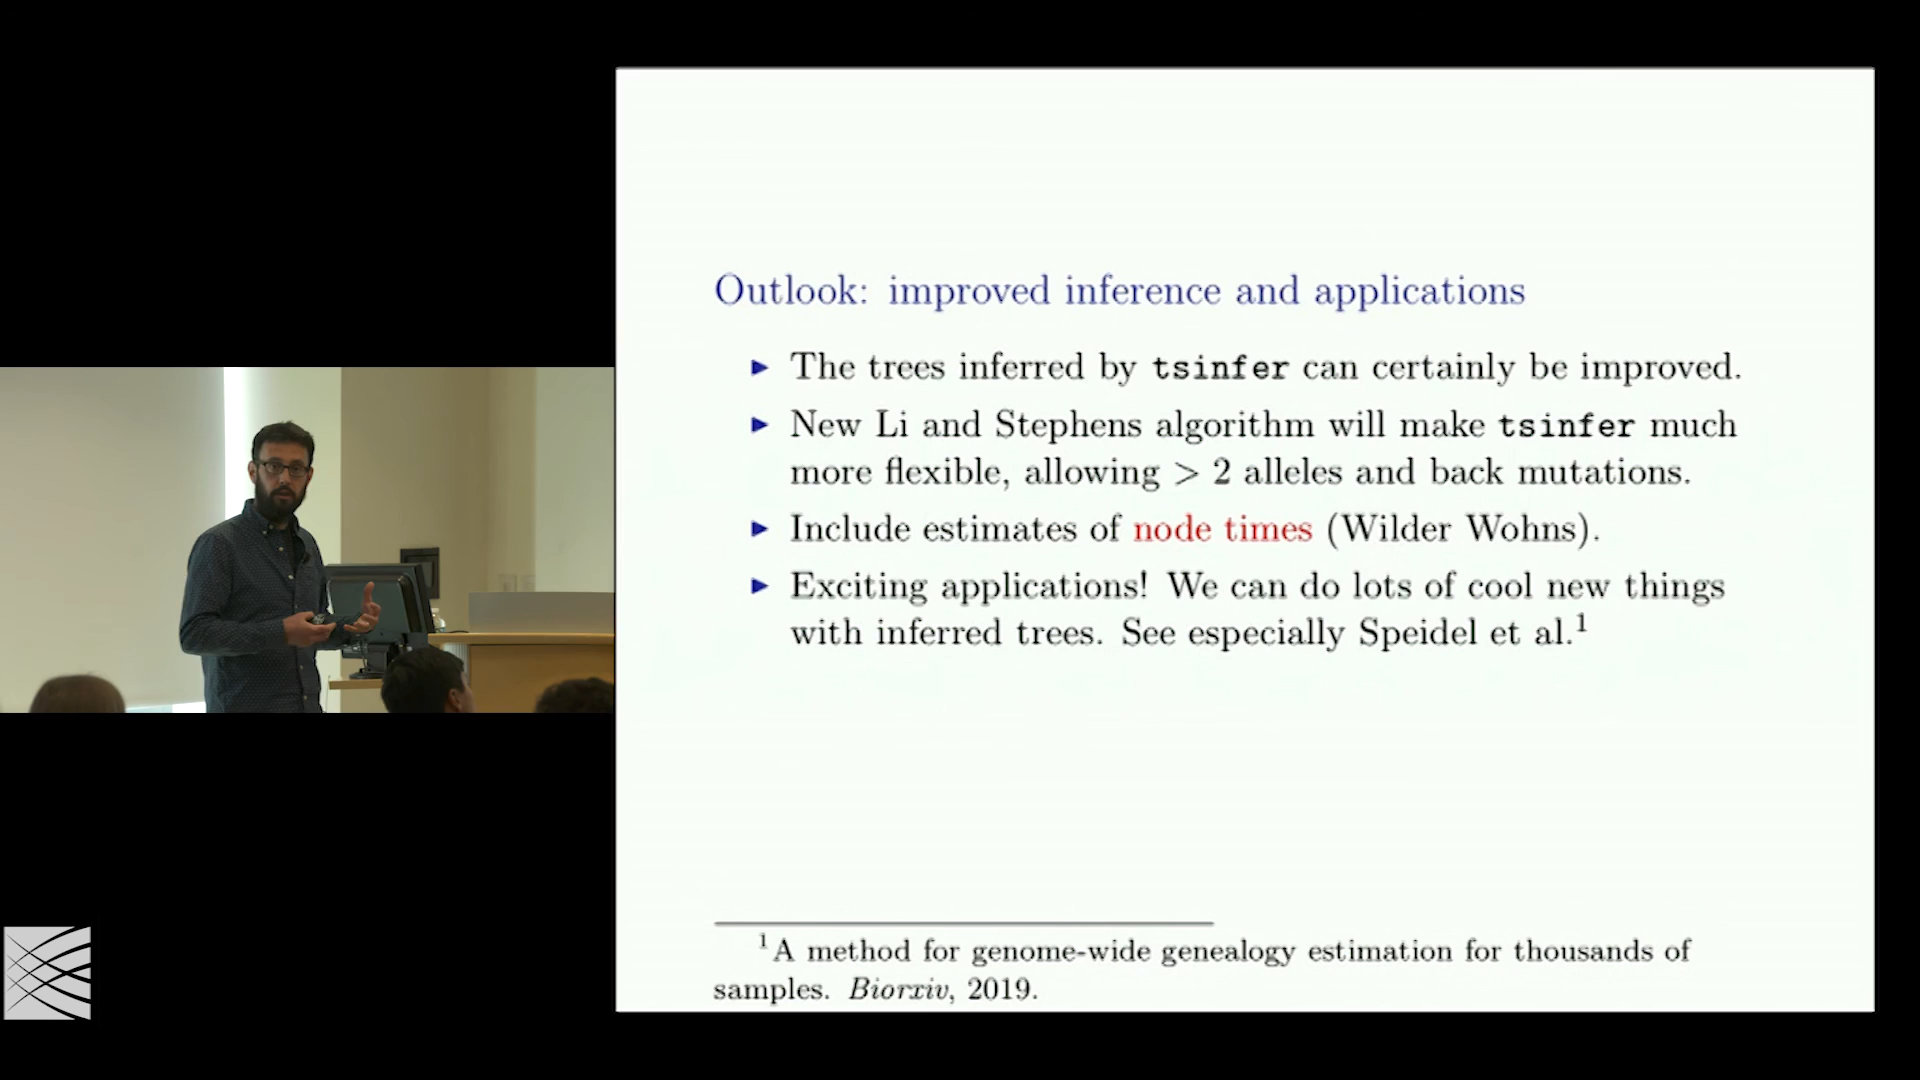 Outlook: improved inference and applications
▶ The trees inferred by tsinfer can certainly be improved.
▶ New Li and Stephens algorithm will make tsinfer much
more flexible, allowing > 2 alleles and back mutations.
▶ Include estimates of node times (Wilder Wohns).
▶ Exciting applications! We can do lots of cool new things
with inferred trees. See especially Speidel et al.¹
¹A method for genome-wide genealogy estimation for thousands of
samples. Biorxiv, 2019.